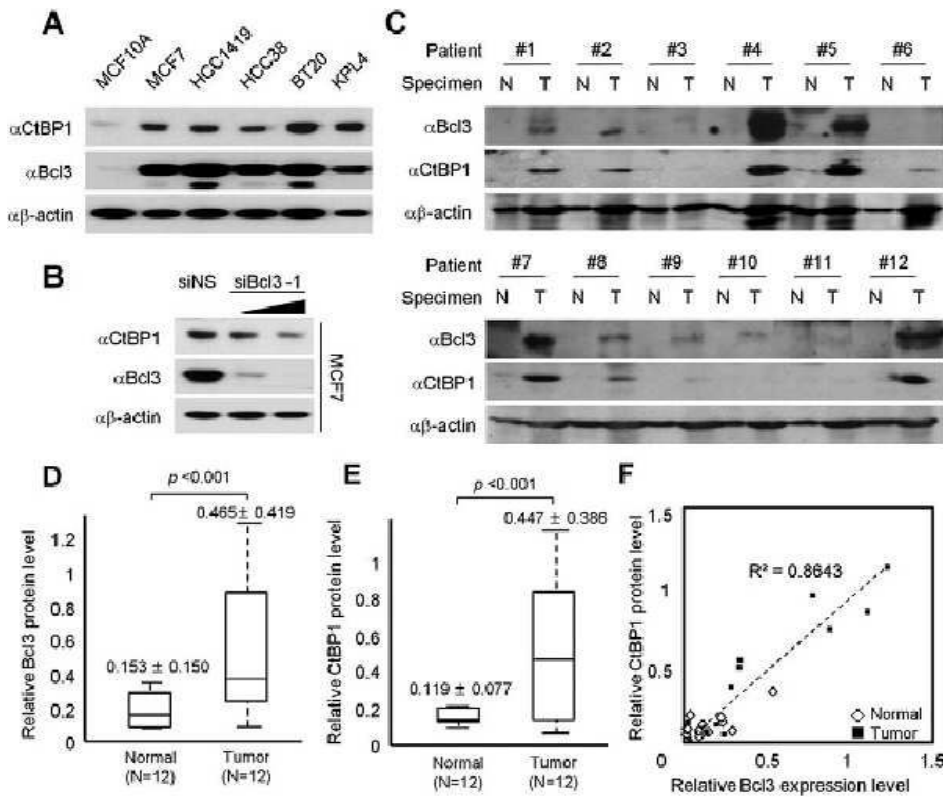 A
MCF10A MCF7 HCC1419 HCC38 BT20 KPL4
αCtBP1
αBcl3
αβ-actin
B
siNS siBcl3-1
αCtBP1
αBcl3
αβ-actin
MCF7
C
Patient #1 #2 #3 #4 #5 #6
Specimen N T N T N T N T N T N T
αBcl3
αCtBP1
αβ-actin
Patient #7 #8 #9 #10 #11 #12
Specimen N T N T N T N T N T N T
αBcl3
αCtBP1
αβ-actin
D
p <0.001
0.465± 0.419
0.153 ± 0.150
Relative Bcl3 protein level
1.2
1
0.8
0.6
0.4
0.2
0
Normal (N=12)
Tumor (N=12)
E
p <0.001
0.447 ± 0.386
0.119 ± 0.077
Relative CtBP1 protein level
1
0.8
0.6
0.4
0.2
0
Normal (N=12)
Tumor (N=12)
F
Relative CtBP1 protein level
1.5
1
0.5
0
R² = 0.8643
Normal
Tumor
0 0.5 1 1.5
Relative Bcl3 expression level